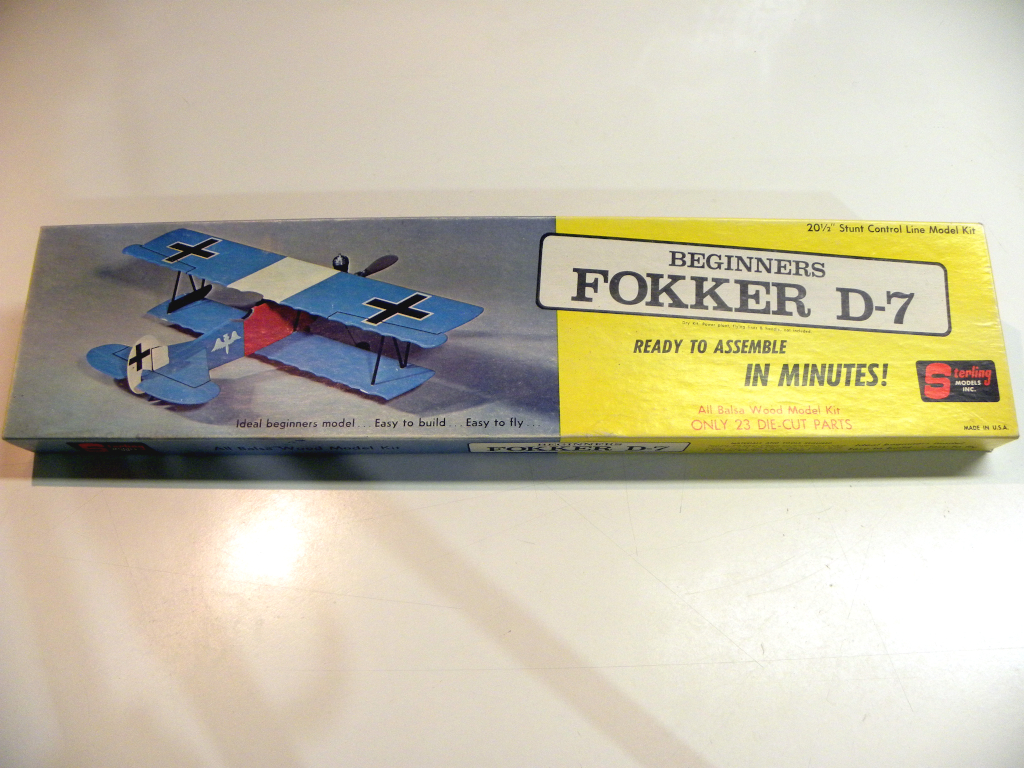 20½" Stunt Control Line Model Kit
BEGINNERS
FOKKER D-7
READY TO ASSEMBLE
IN MINUTES!
Sterling
MODELS
INC.
All Balsa Wood Model Kit
ONLY 23 DIE-CUT PARTS
MADE IN U.S.A.
Ideal beginners model . . . Easy to build . . . Easy to fly . . .
All Balsa Wood Model Kit
BEGINNERS
FOKKER D-7